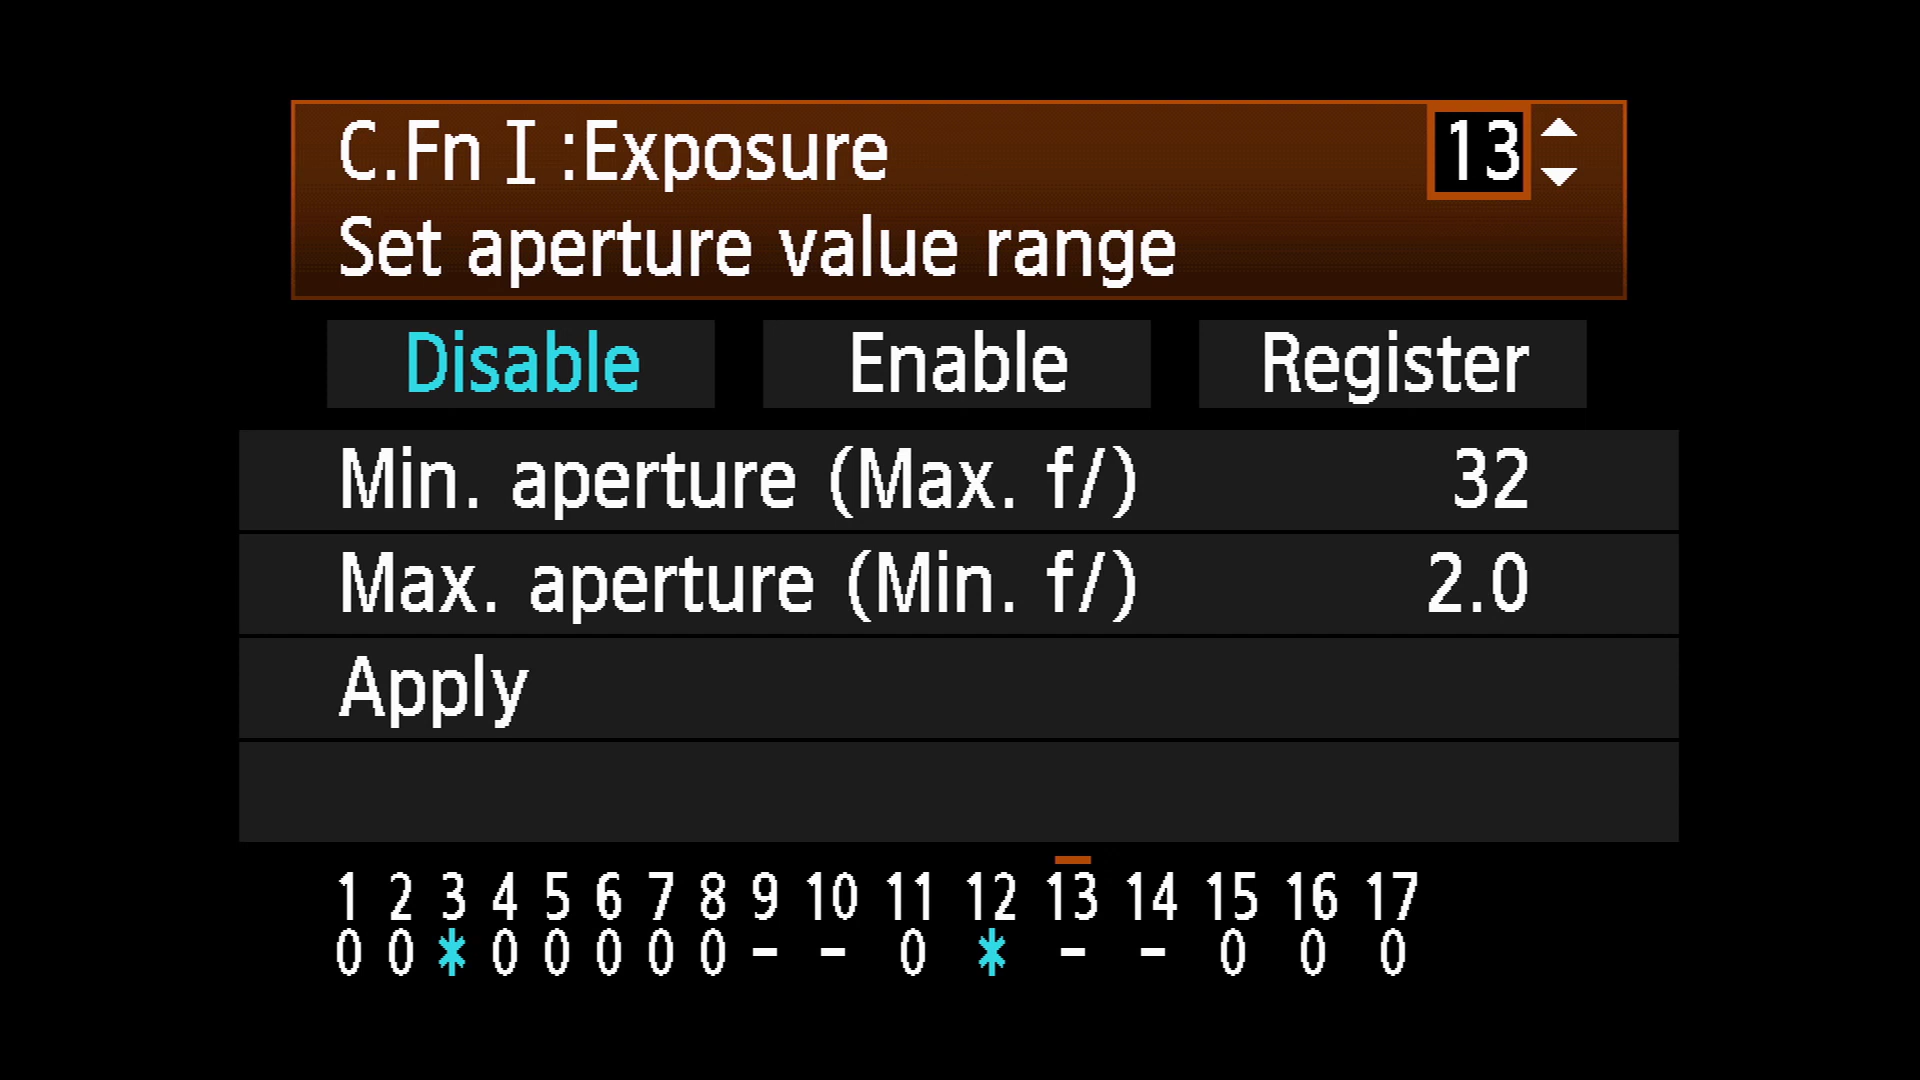 C.Fn I :Exposure 13
Set aperture value range
Disable Enable Register
Min. aperture (Max. f/) 32
Max. aperture (Min. f/) 2.0
Apply
1 2 3 4 5 6 7 8 9 10 11 12 13 14 15 16 17
0 0 * 0 0 0 0 0 - - 0 * - - 0 0 0